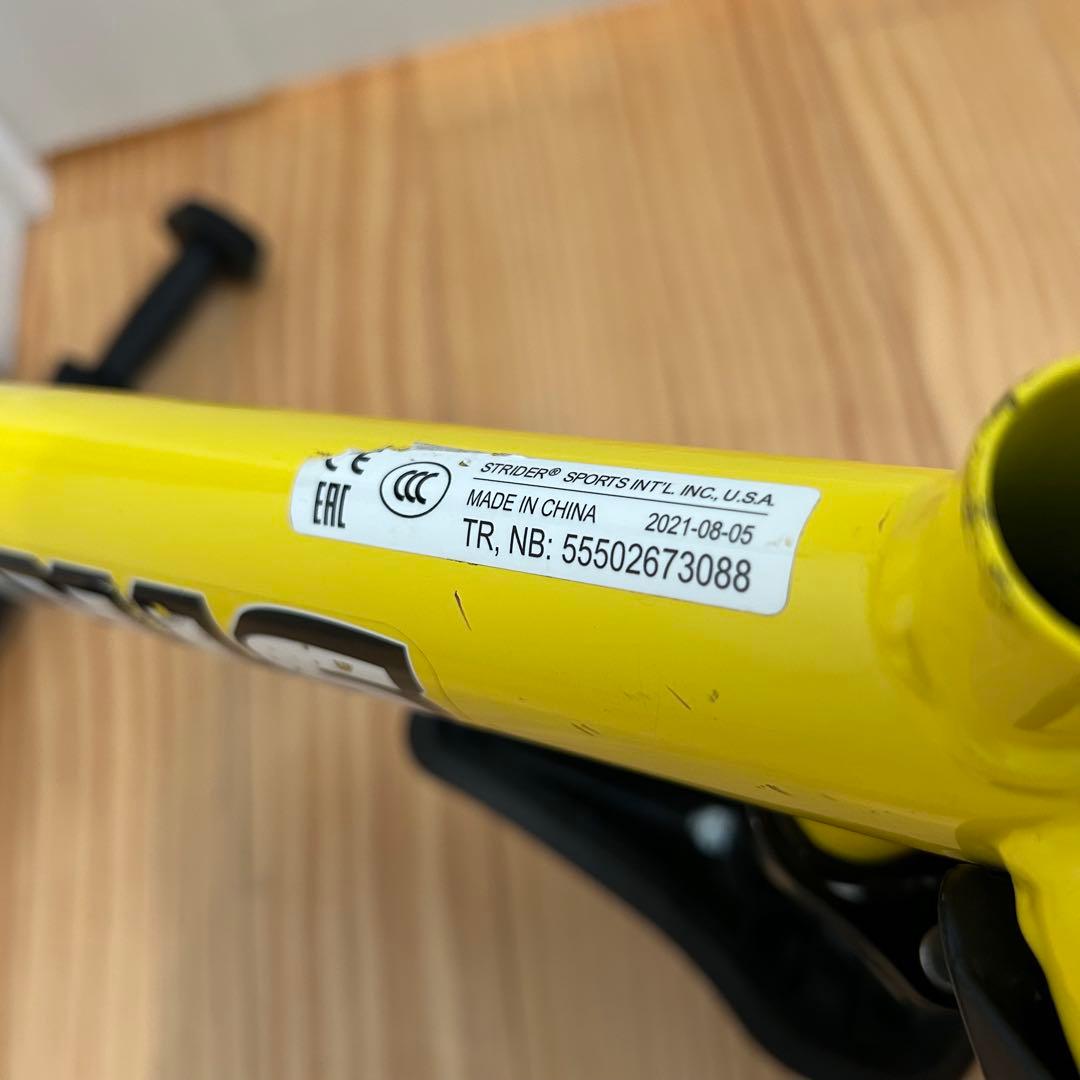 CE
EAC
CCC
STRIDER® SPORTS INT'L. INC., U.S.A.
MADE IN CHINA 2021-08-05
TR, NB: 55502673088